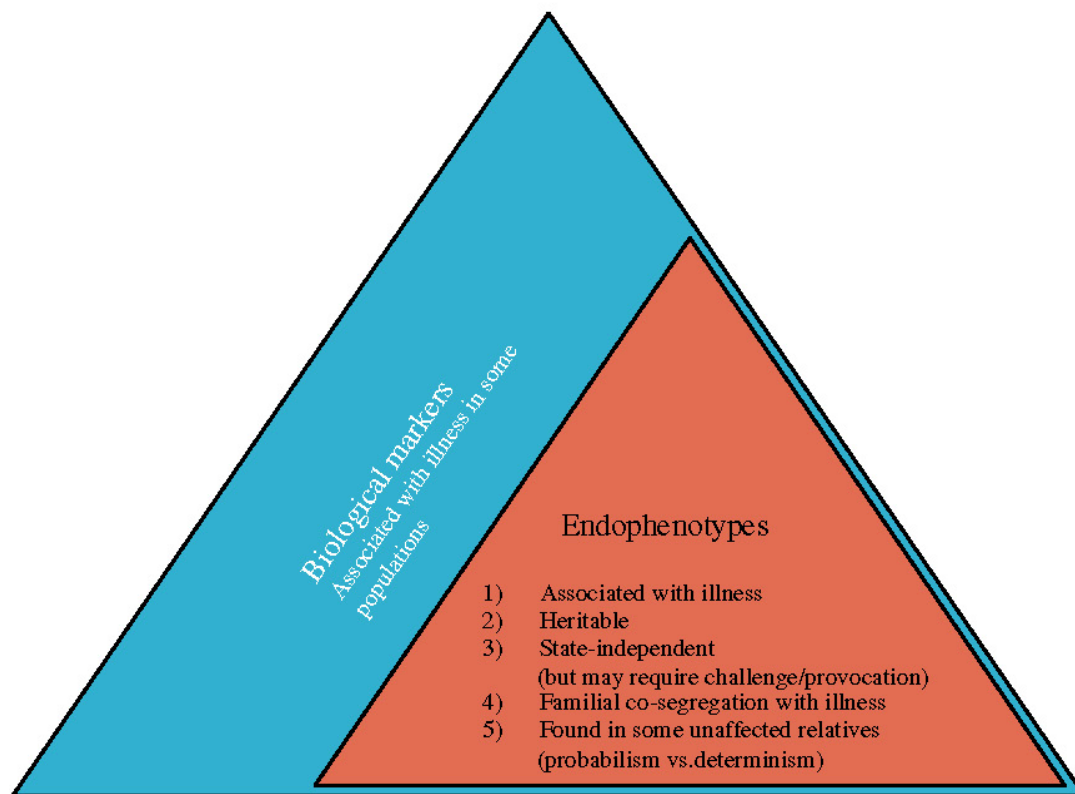 Biological markers
Associated with illness in some
populations
Endophenotypes
1) Associated with illness
2) Heritable
3) State-independent
(but may require challenge/provocation)
4) Familial co-segregation with illness
5) Found in some unaffected relatives
(probabilism vs.determinism)